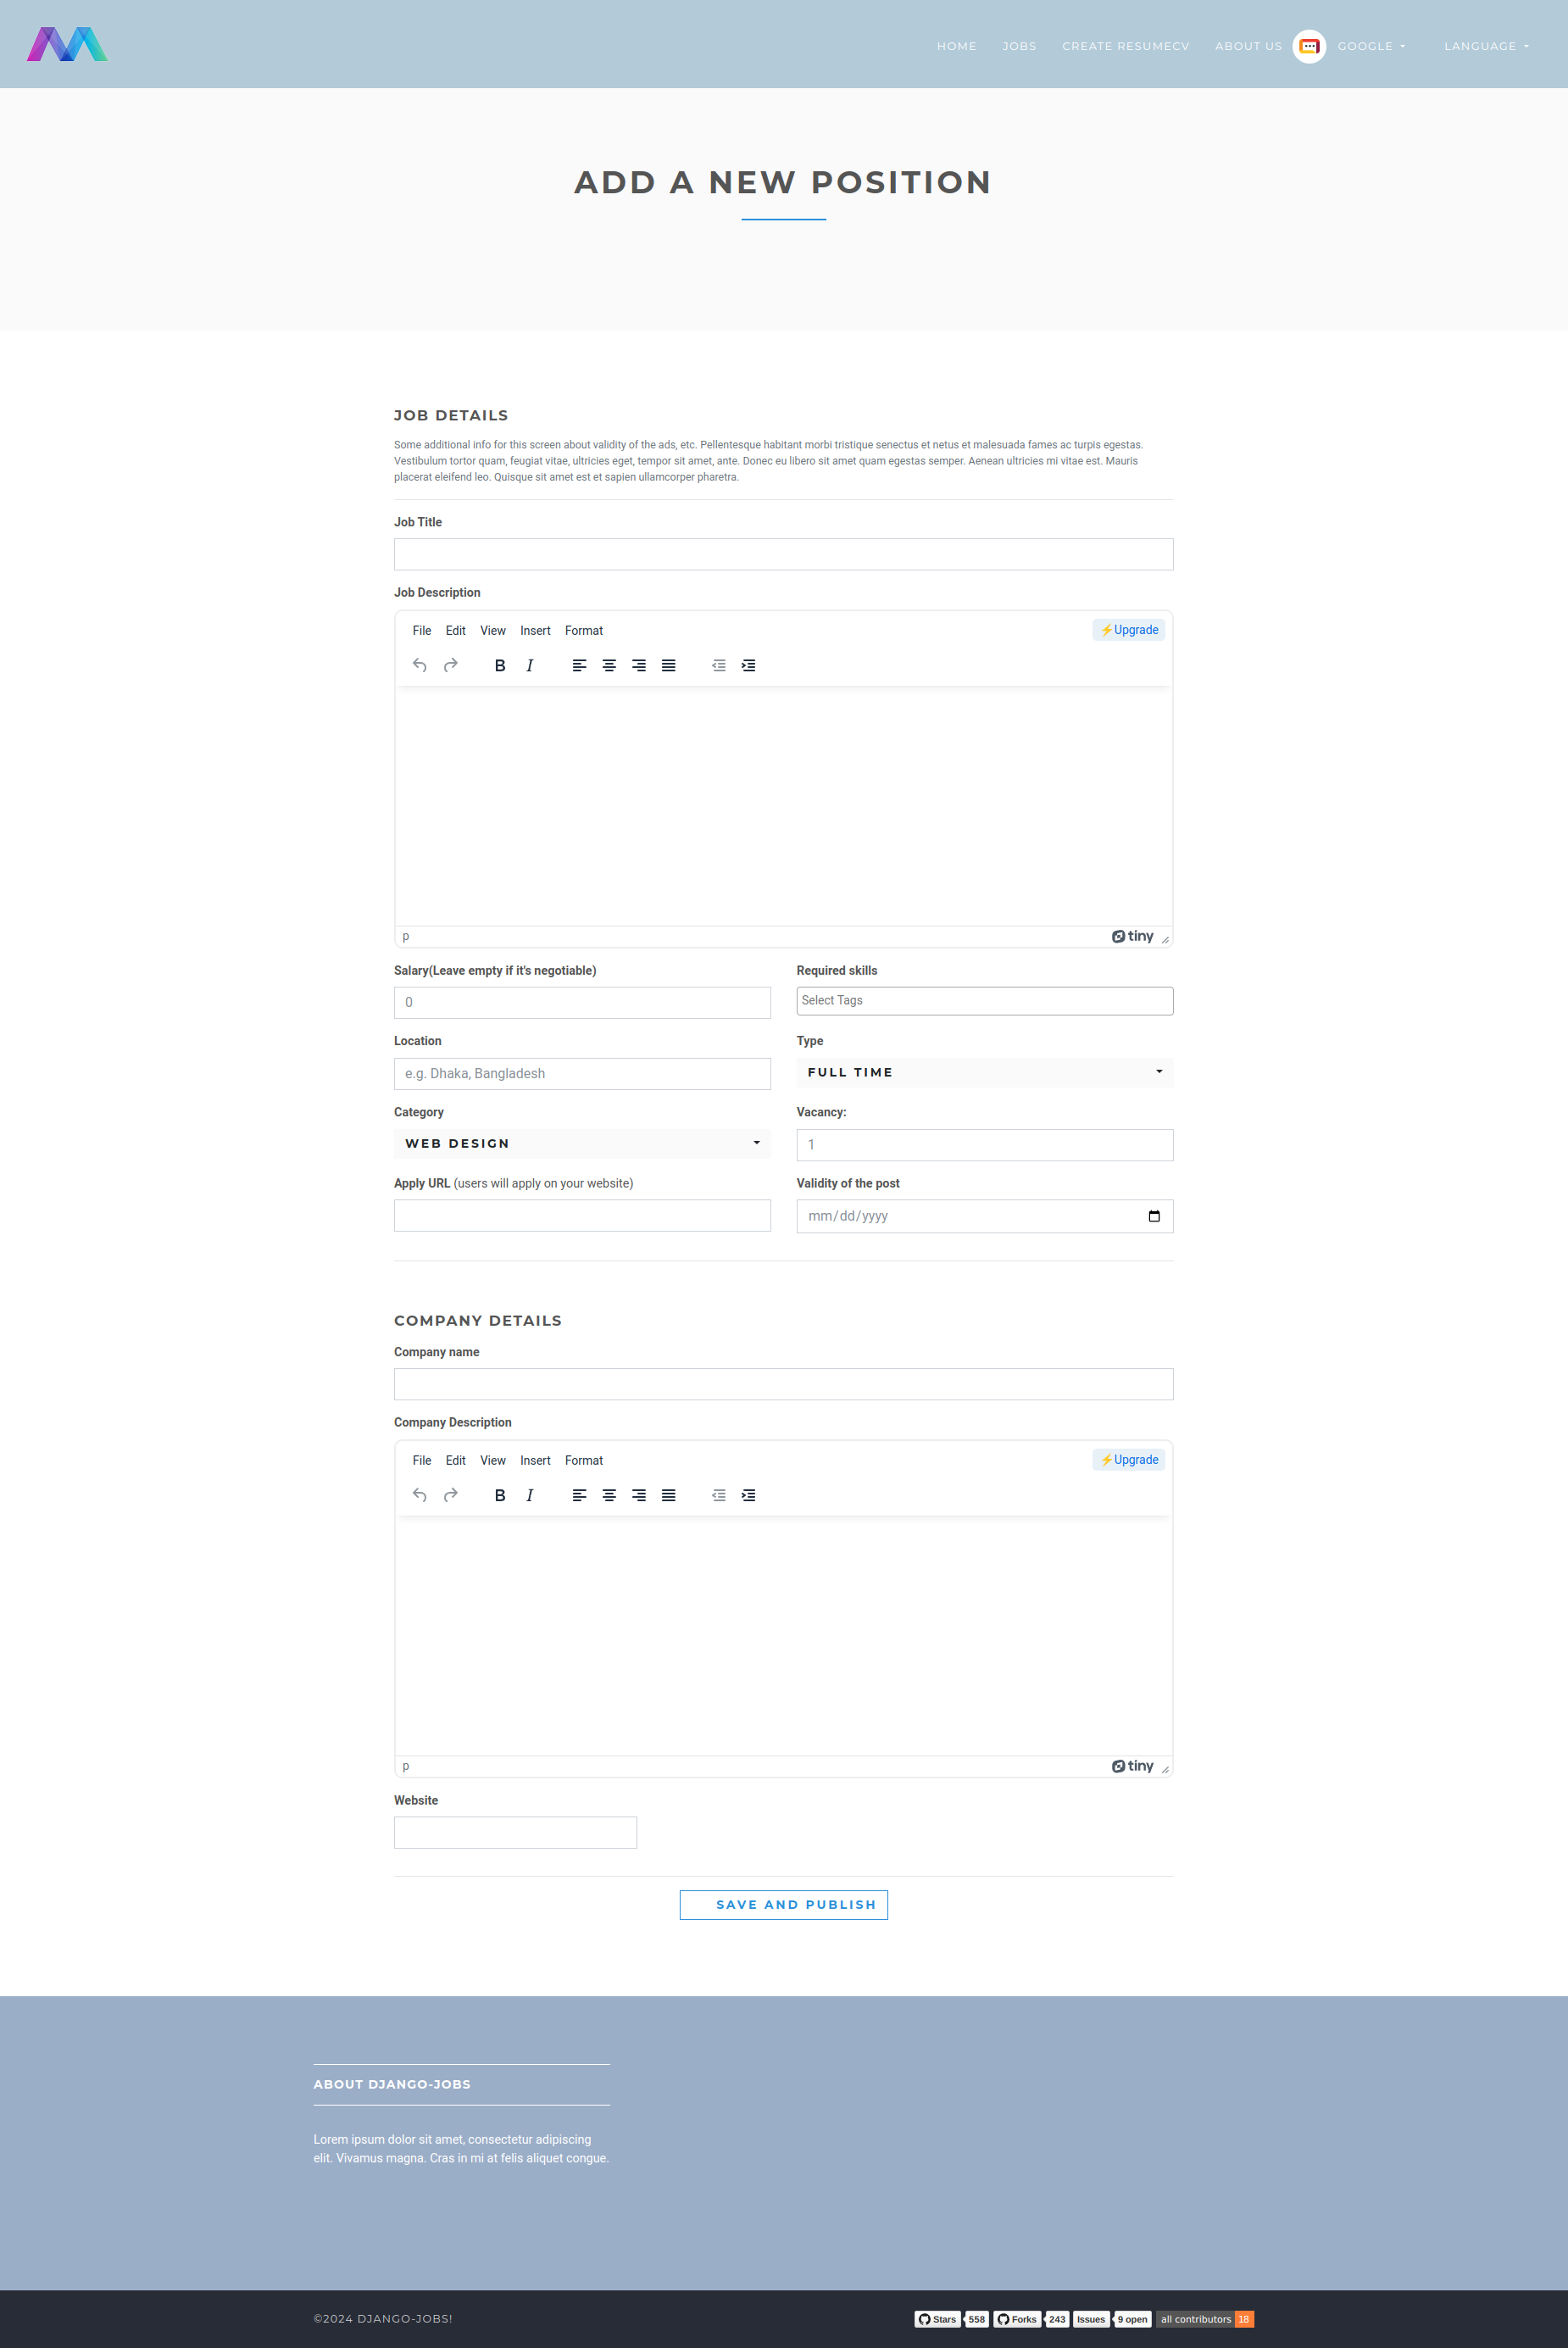 HOME JOBS CREATE RESUMECV ABOUT US GOOGLE LANGUAGE
ADD A NEW POSITION
JOB DETAILS
Some additional info for this screen about validity of the ads, etc. Pellentesque habitant morbi tristique senectus et netus et malesuada fames ac turpis egestas.
Vestibulum tortor quam, feugiat vitae, ultricies eget, tempor sit amet, ante. Donec eu libero sit amet quam egestas semper. Aenean ultricies mi vitae est. Mauris
placerat eleifend leo. Quisque sit amet est et sapien ullamcorper pharetra.
Job Title
Job Description
File Edit View Insert Format ⚡Upgrade
B I
p tiny
Salary(Leave empty if it's negotiable) Required skills
0 Select Tags
Location Type
e.g. Dhaka, Bangladesh FULL TIME
Category Vacancy:
WEB DESIGN 1
Apply URL (users will apply on your website) Validity of the post
mm/dd/yyyy
COMPANY DETAILS
Company name
Company Description
File Edit View Insert Format ⚡Upgrade
B I
p tiny
Website
SAVE AND PUBLISH
ABOUT DJANGO-JOBS
Lorem ipsum dolor sit amet, consectetur adipiscing
elit. Vivamus magna. Cras in mi at felis aliquet congue.
©2024 DJANGO-JOBS! Stars 558 Forks 243 Issues 9 open all contributors 18